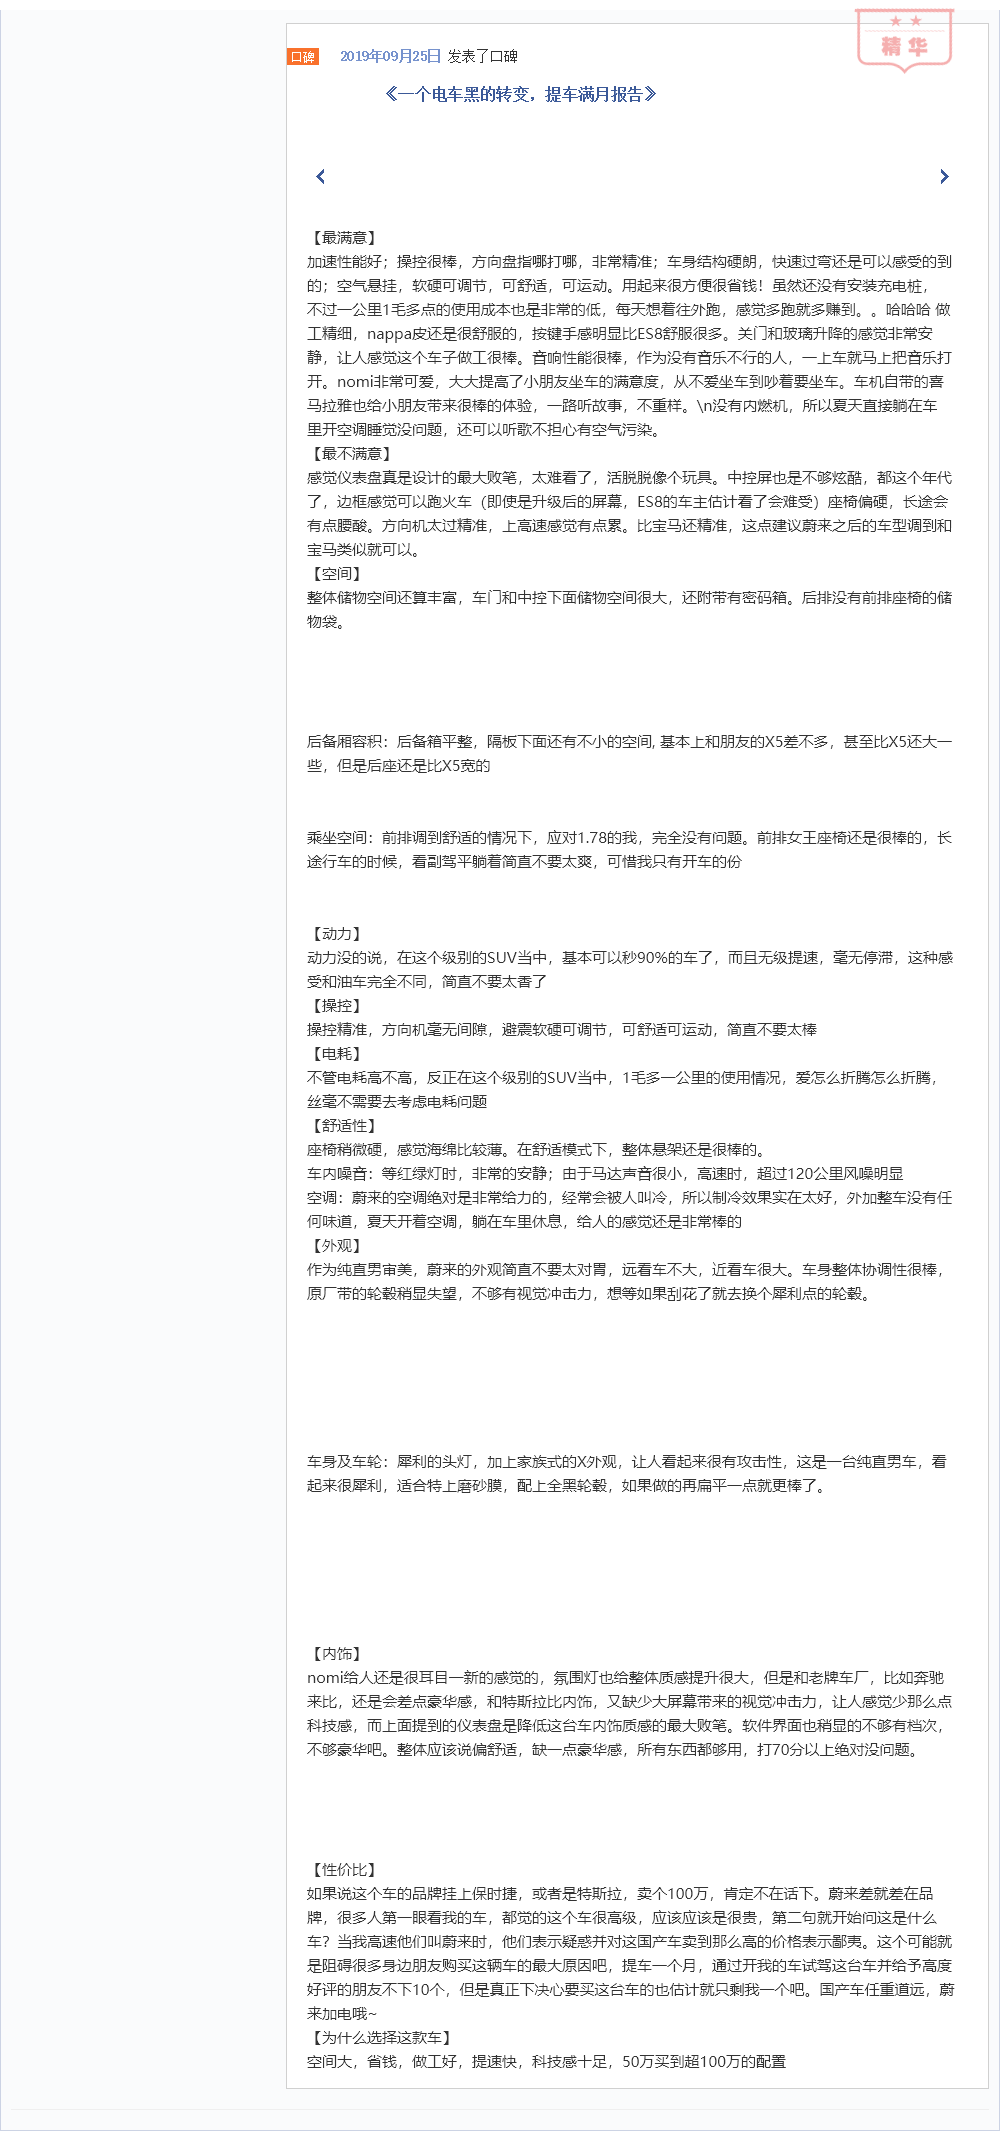 精华
口碑 2019年09月25日 发表了口碑
《一个电车黑的转变，提车满月报告》
【最满意】
加速性能好；操控很棒，方向盘指哪打哪，非常精准；车身结构硬朗，快速过弯还是可以感受的到
的；空气悬挂，软硬可调节，可舒适，可运动。用起来很方便很省钱！虽然还没有安装充电桩，
不过一公里1毛多点的使用成本也是非常的低，每天想着往外跑，感觉多跑就多赚到。。哈哈哈 做
工精细，nappa皮还是很舒服的，按键手感明显比ES8舒服很多。关门和玻璃升降的感觉非常安
静，让人感觉这个车子做工很棒。音响性能很棒，作为没有音乐不行的人，一上车就马上把音乐打
开。nomi非常可爱，大大提高了小朋友坐车的满意度，从不爱坐车到吵着要坐车。车机自带的喜
马拉雅也给小朋友带来很棒的体验，一路听故事，不重样。\n没有内燃机，所以夏天直接躺在车
里开空调睡觉没问题，还可以听歌不担心有空气污染。
【最不满意】
感觉仪表盘真是设计的最大败笔，太难看了，活脱脱像个玩具。中控屏也是不够炫酷，都这个年代
了，边框感觉可以跑火车（即使是升级后的屏幕，ES8的车主估计看了会难受）座椅偏硬，长途会
有点腰酸。方向机太过精准，上高速感觉有点累。比宝马还精准，这点建议蔚来之后的车型调到和
宝马类似就可以。
【空间】
整体储物空间还算丰富，车门和中控下面储物空间很大，还附带有密码箱。后排没有前排座椅的储
物袋。
后备厢容积：后备箱平整，隔板下面还有不小的空间, 基本上和朋友的X5差不多，甚至比X5还大一
些，但是后座还是比X5宽的
乘坐空间：前排调到舒适的情况下，应对1.78的我，完全没有问题。前排女王座椅还是很棒的，长
途行车的时候，看副驾平躺着简直不要太爽，可惜我只有开车的份
【动力】
动力没的说，在这个级别的SUV当中，基本可以秒90%的车了，而且无级提速，毫无停滞，这种感
受和油车完全不同，简直不要太香了
【操控】
操控精准，方向机毫无间隙，避震软硬可调节，可舒适可运动，简直不要太棒
【电耗】
不管电耗高不高，反正在这个级别的SUV当中，1毛多一公里的使用情况，爱怎么折腾怎么折腾，
丝毫不需要去考虑电耗问题
【舒适性】
座椅稍微硬，感觉海绵比较薄。在舒适模式下，整体悬架还是很棒的。
车内噪音：等红绿灯时，非常的安静；由于马达声音很小，高速时，超过120公里风噪明显
空调：蔚来的空调绝对是非常给力的，经常会被人叫冷，所以制冷效果实在太好，外加整车没有任
何味道，夏天开着空调，躺在车里休息，给人的感觉还是非常棒的
【外观】
作为纯直男审美，蔚来的外观简直不要太对胃，远看车不大，近看车很大。车身整体协调性很棒，
原厂带的轮毂稍显失望，不够有视觉冲击力，想等如果刮花了就去换个犀利点的轮毂。
车身及车轮：犀利的头灯，加上家族式的X外观，让人看起来很有攻击性，这是一台纯直男车，看
起来很犀利，适合特上磨砂膜，配上全黑轮毂，如果做的再扁平一点就更棒了。
【内饰】
nomi给人还是很耳目一新的感觉的，氛围灯也给整体质感提升很大，但是和老牌车厂，比如奔驰
来比，还是会差点豪华感，和特斯拉比内饰，又缺少大屏幕带来的视觉冲击力，让人感觉少那么点
科技感，而上面提到的仪表盘是降低这台车内饰质感的最大败笔。软件界面也稍显的不够有档次，
不够豪华吧。整体应该说偏舒适，缺一点豪华感，所有东西都够用，打70分以上绝对没问题。
【性价比】
如果说这个车的品牌挂上保时捷，或者是特斯拉，卖个100万，肯定不在话下。蔚来差就差在品
牌，很多人第一眼看我的车，都觉的这个车很高级，应该应该是很贵，第二句就开始问这是什么
车？当我高速他们叫蔚来时，他们表示疑惑并对这国产车卖到那么高的价格表示鄙夷。这个可能就
是阻碍很多身边朋友购买这辆车的最大原因吧，提车一个月，通过开我的车试驾这台车并给予高度
好评的朋友不下10个，但是真正下决心要买这台车的也估计就只剩我一个吧。国产车任重道远，蔚
来加电哦~
【为什么选择这款车】
空间大，省钱，做工好，提速快，科技感十足，50万买到超100万的配置